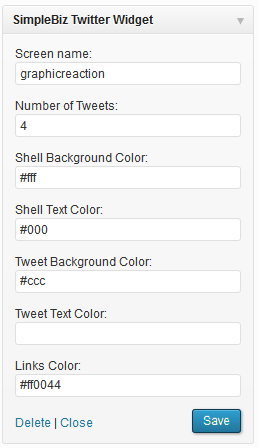 SimpleBiz Twitter Widget
Screen name:
graphicreaction
Number of Tweets:
4
Shell Background Color:
#fff
Shell Text Color:
#000
Tweet Background Color:
#ccc
Tweet Text Color:
Links Color:
#ff0044
Delete | Close Save